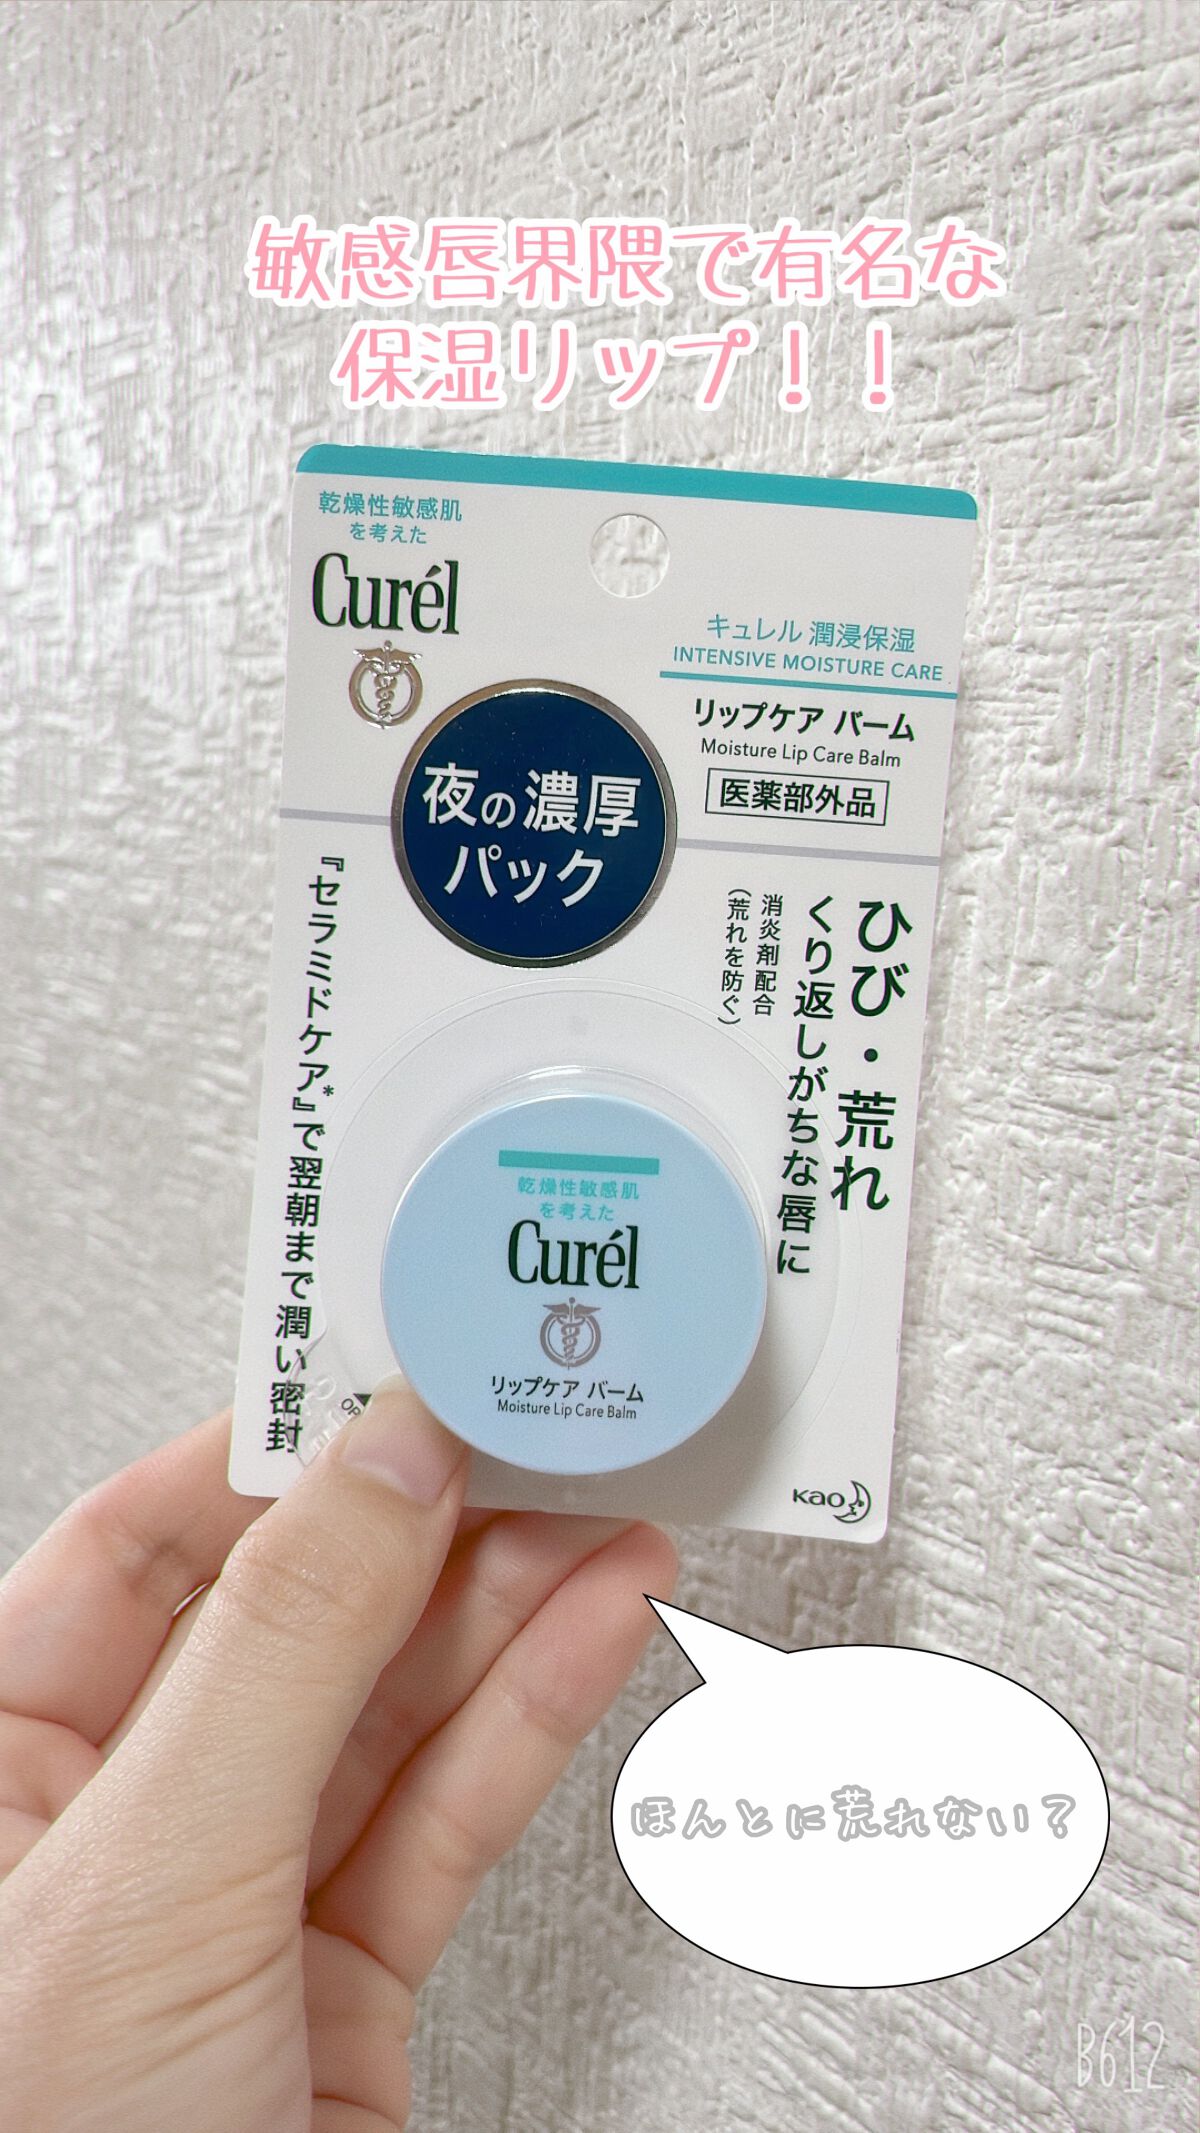 敏感唇界隈で有名な
保湿リップ！！
乾燥性敏感肌
を考えた
Curél
キュレル 潤浸保湿
INTENSIVE MOISTURE CARE
リップケア バーム
Moisture Lip Care Balm
医薬部外品
夜の濃厚
パック
ひび・荒れ
くり返しがちな唇に
消炎剤配合
(荒れを防ぐ)
『セラミドケア*』で翌朝まで潤い密封
乾燥性敏感肌
を考えた
Curél
リップケア バーム
Moisture Lip Care Balm
OP
Kao
ほんとに荒れない？
B612